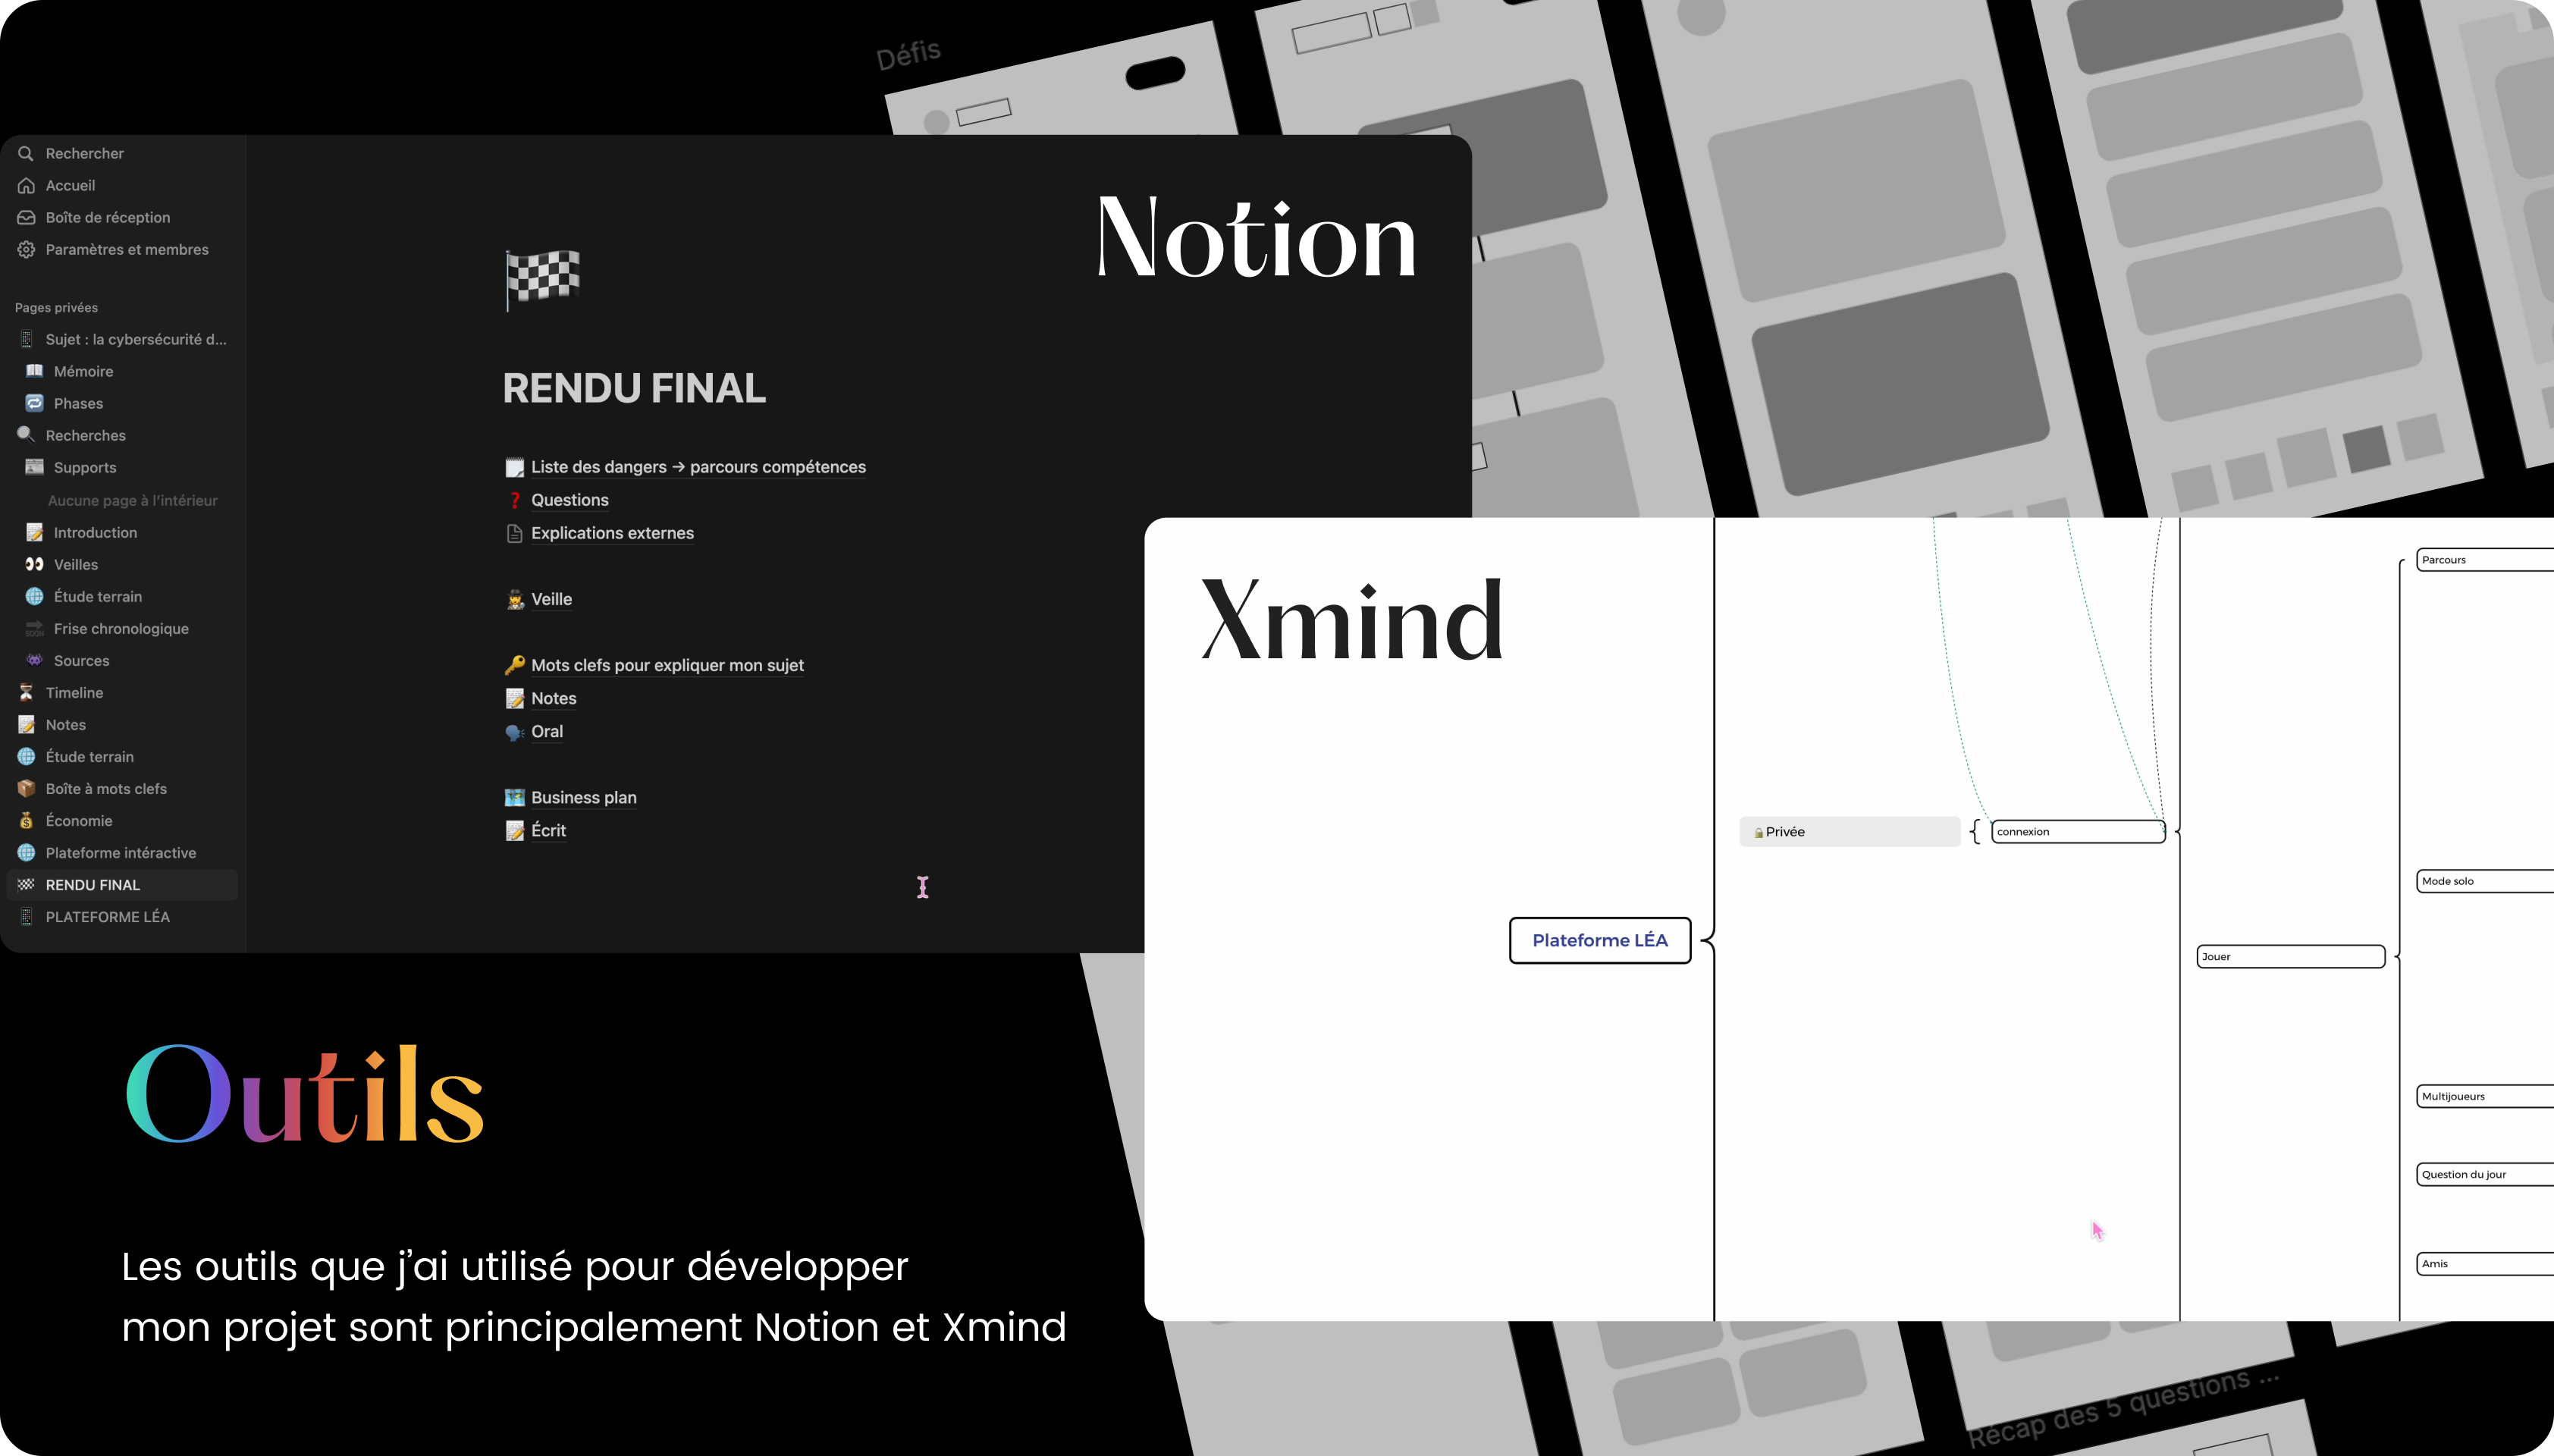 Défis
Rechercher
Accueil
Boîte de réception
Paramètres et membres
Pages privées
Sujet : la cybersécurité d...
Mémoire
Phases
Recherches
Supports
Aucune page à l'intérieur
Introduction
Veilles
Étude terrain
SOON
Frise chronologique
Sources
Timeline
Notes
Étude terrain
Boîte à mots clefs
Économie
Plateforme intéractive
RENDU FINAL
PLATEFORME LÉA
Notion
RENDU FINAL
Liste des dangers → parcours compétences
Questions
Explications externes
Veille
Mots clefs pour expliquer mon sujet
Notes
Oral
Business plan
Écrit
Xmind
Plateforme LÉA
Privée
connexion
Jouer
Parcours
Mode solo
Multijoueurs
Question du jour
Amis
Outils
Les outils que j'ai utilisé pour développer
mon projet sont principalement Notion et Xmind
Récap des 5 questions ...